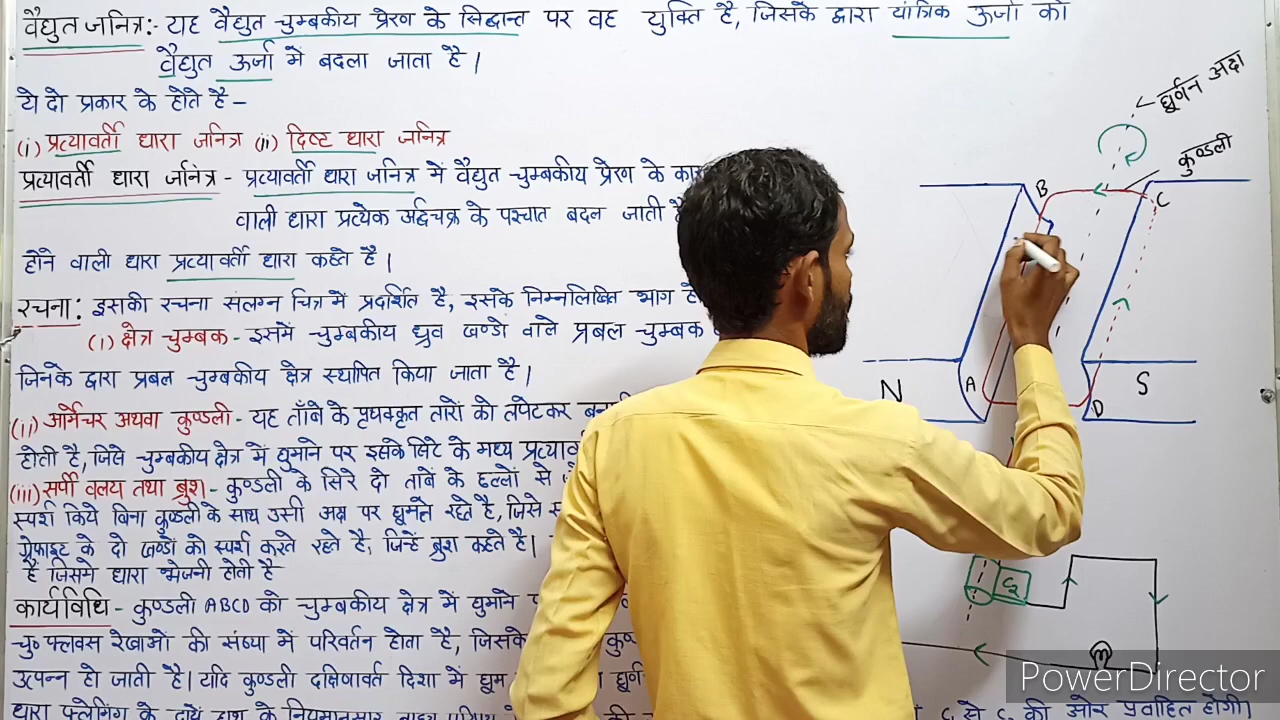 वैद्युत जनित्र:- यह वैद्युत चुम्बकीय प्रेरण के सिद्धान्त पर वह युक्ति है, जिसके द्वारा यांत्रिक ऊर्जा को
वैद्युत ऊर्जा में बदला जाता है।
ये दो प्रकार के होते है –
(i) प्रत्यावर्ती धारा जनित्र (ii) दिष्ट धारा जनित्र
प्रत्यावर्ती धारा जनित्र - प्रत्यावर्ती धारा जनित्र में वैद्युत चुम्बकीय प्रेरण के
वाली धारा प्रत्येक अर्द्धचक्र के पश्चात बदल जाती है
होने वाली धारा प्रत्यावर्ती धारा कहते है।
रचना: इसकी रचना संलग्न चित्र में प्रदर्शित है, इसके निम्नलिखित भाग है
(i) क्षेत्र चुम्बक - इसमें चुम्बकीय ध्रुव खण्डो वाले प्रबल चुम्बक
जिनके द्वारा प्रबल चुम्बकीय क्षेत्र स्थापित किया जाता है।
(ii) आर्मेचर अथवा कुण्डली - यह ताँबे के पृथक्कृत तारों को लपेटकर
होती है, जिसे चुम्बकीय क्षेत्र में घुमाने पर इसके सिरे के मध्य
(iii) सर्पी वलय तथा ब्रुश - कुण्डली के सिरे दो तांबें के छल्लों से
स्पर्श किये बिना कुण्डली के साथ उसी अक्ष पर घूमते रहते है, जिसे
ग्रेफाइट के दो खण्डों को स्पर्श करते रहते है, जिन्हें ब्रुश कहते है।
है जिसमे धारा भेजनी होती है
कार्यविधि - कुण्डली ABCD को चुम्बकीय क्षेत्र में घुमाने
चु० फ्लक्स रेखाओं की संख्या में परिवर्तन होता है, जिसके
उत्पन्न हो जाती है। यदि कुण्डली दक्षिणावर्त दिशा में घूम
धारा फ्लेमिंग के दायें हाथ के नियमानुसार
की ओर प्रवाहित होगी।
घूर्णन अक्ष
कुण्डली
B
C
A
D
N
S
PowerDirector